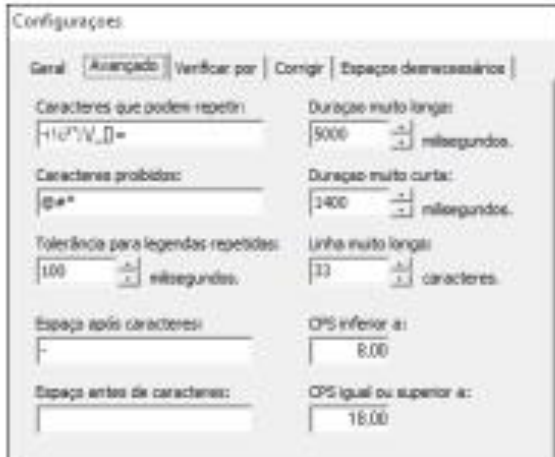 Configurações
Geral Avançado Verificar por Corrigir Espaços desnecessários
Caracteres que podem repetir:
Duração muito longa:
5000 milisegundos.
Caracteres proibidos:
@#*
Duração muito curta:
1400 milisegundos.
Tolerância para legendas repetidas:
100 milisegundos.
Linha muito longa:
33 caracteres.
Espaço após caracteres:
-
CPS inferior a:
8,00
Espaço antes de caracteres:
CPS igual ou superior a:
18,00